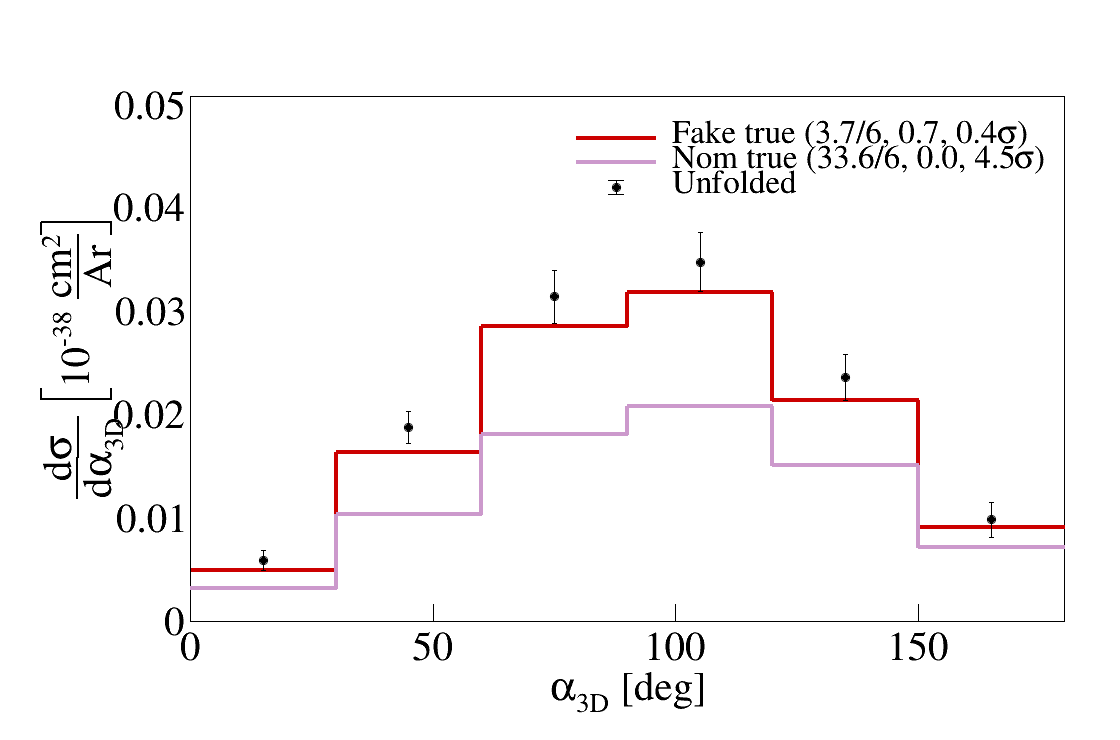 0.05
0.04
0.03
0.02
0.01
0
dσ
dα3D
[10-38 cm2
Ar]
Fake true (3.7/6, 0.7, 0.4σ)
Nom true (33.6/6, 0.0, 4.5σ)
Unfolded
0 50 100 150
α3D [deg]